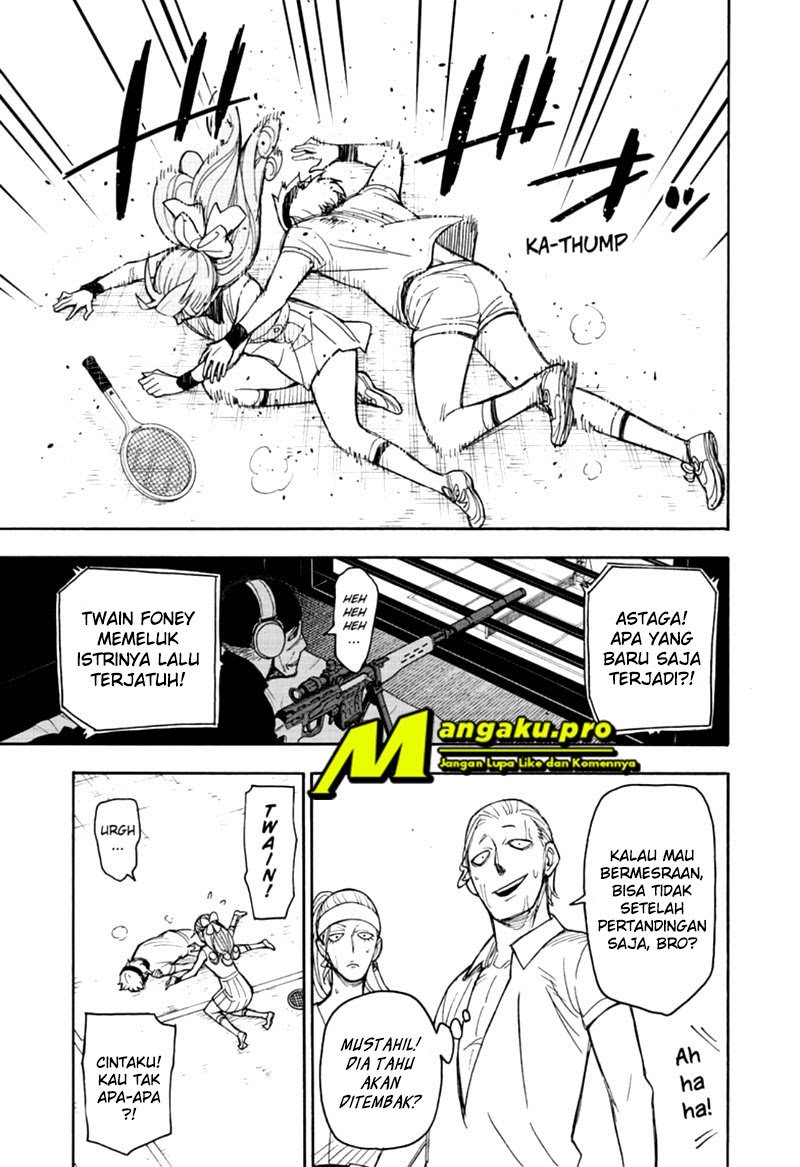 KA-THUMP
ASTAGA!
APA YANG
BARU SAJA
TERJADI?!
HEH
HEH
HEH
...
TWAIN FONEY
MEMELUK
ISTRINYA LALU
TERJATUH!
Mangaku.pro
Jangan Lupa Like dan Komennya
KALAU MAU
BERMESRAAN,
BISA TIDAK
SETELAH
PERTANDINGAN
SAJA, BRO?
Ah
ha
ha!
MUSTAHIL!
DIA TAHU
AKAN
DITEMBAK?
TWAIN!
URGH
...
CINTAKU!
KAU TAK
APA-APA
?!